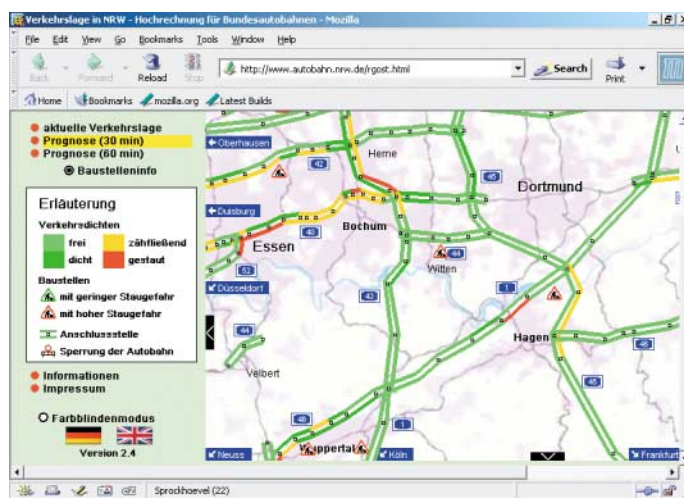 Verkehrslage in NRW - Hochrechnung für Bundesautobahnen - Mozilla
File Edit View Go Bookmarks Tools Window Help
Back Forward Reload Stop http://www.autobahn.nrw.de/rgost.html Search Print
Home Bookmarks mozilla.org Latest Builds
aktuelle Verkehrslage
Prognose (30 min)
Prognose (60 min)
Baustelleninfo
Erläuterung
Verkehrsdichten
frei zähfließend
dicht gestaut
Baustellen
mit geringer Staugefahr
mit hoher Staugefahr
Anschlussstelle
Sperrung der Autobahn
Informationen
Impressum
Farbblindenmodus
Version 2.4
Oberhausen
42
Herne
45
Dortmund
Duisburg
Bochum
40
Essen
44
Witten
52
Düsseldorf
43
1
44
Hagen
46
Velbert
45
46
1
Wuppertal
Neuss
Köln
Frankfurt
Sprockhoevel (22)